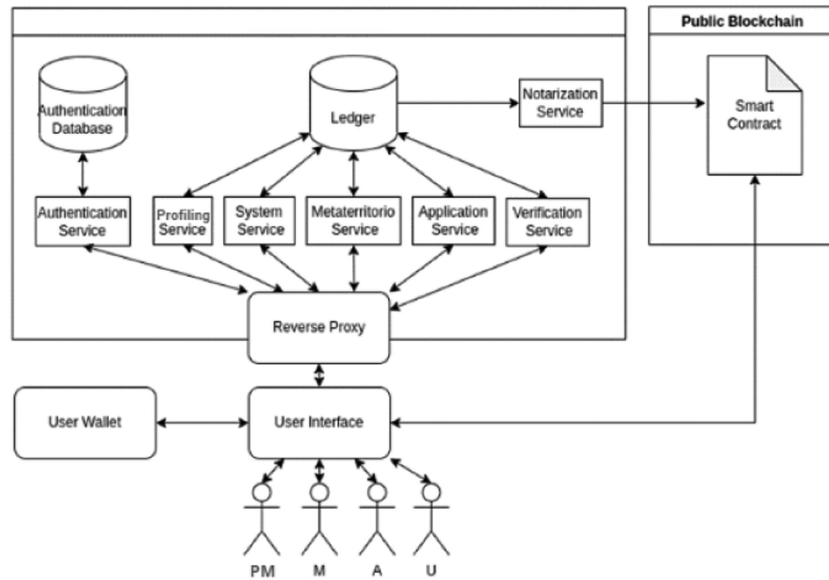 Public Blockchain
Authentication
Database
Ledger
Notarization
Service
Smart
Contract
Authentication
Service
Profiling
Service
System
Service
Metaterritorio
Service
Application
Service
Verification
Service
Reverse Proxy
User Wallet
User Interface
PM
M
A
U